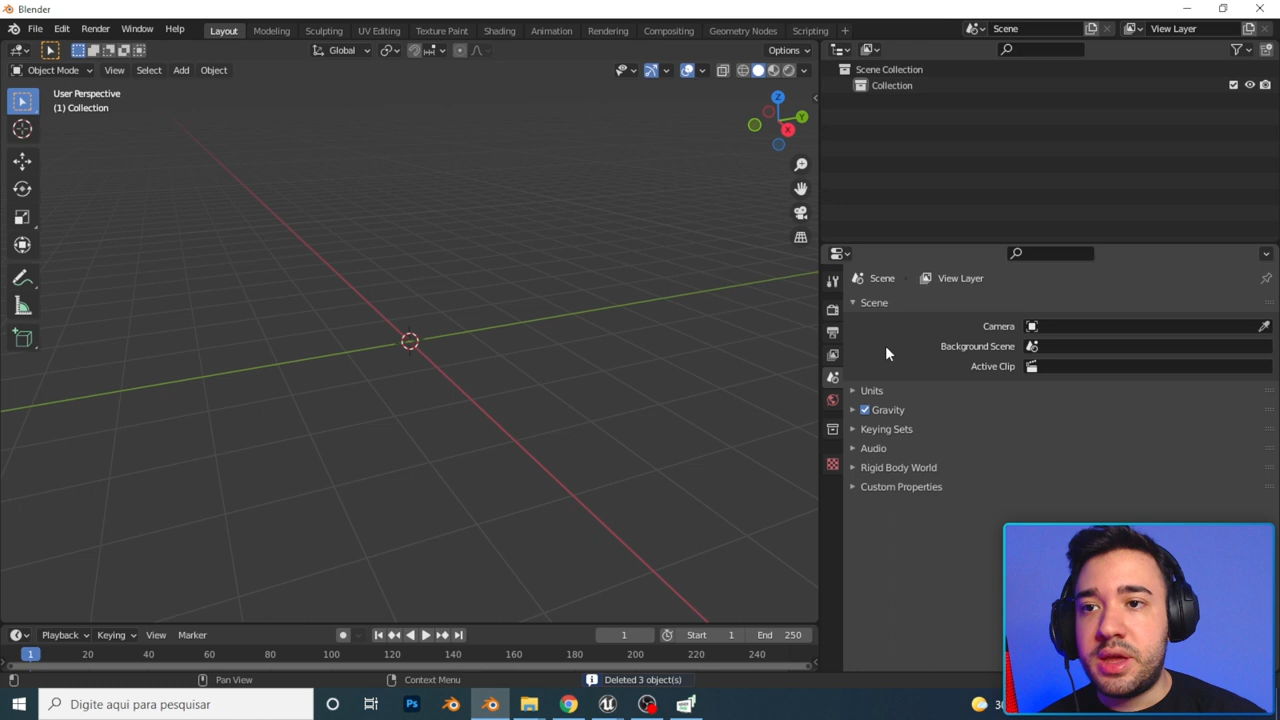 Blender
File Edit Render Window Help Layout Modeling Sculpting UV Editing Texture Paint Shading Animation Rendering Compositing Geometry Nodes Scripting + Scene View Layer
Global Options
Object Mode View Select Add Object
User Perspective
(1) Collection
Z
Y
X
Scene Collection
Collection
Scene View Layer
Scene
Camera
Background Scene
Active Clip
Units
Gravity
Keying Sets
Audio
Rigid Body World
Custom Properties
Playback Keying View Marker 1 Start 1 End 250
1 20 40 60 80 100 120 140 160 180 200 220 240
Pan View Context Menu Deleted 3 object(s)
Digite aqui para pesquisar Ps